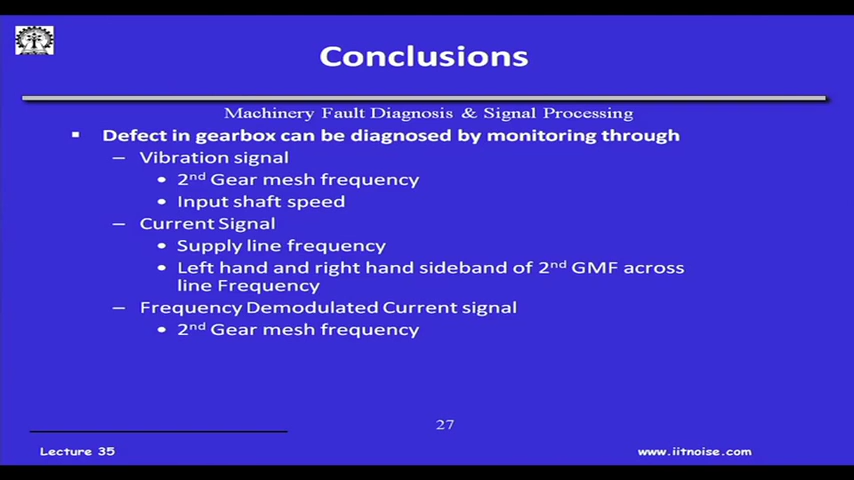 Conclusions
Machinery Fault Diagnosis & Signal Processing
▪ Defect in gearbox can be diagnosed by monitoring through
– Vibration signal
• 2nd Gear mesh frequency
• Input shaft speed
– Current Signal
• Supply line frequency
• Left hand and right hand sideband of 2nd GMF across
line Frequency
– Frequency Demodulated Current signal
• 2nd Gear mesh frequency
27
Lecture 35
www.iitnoise.com